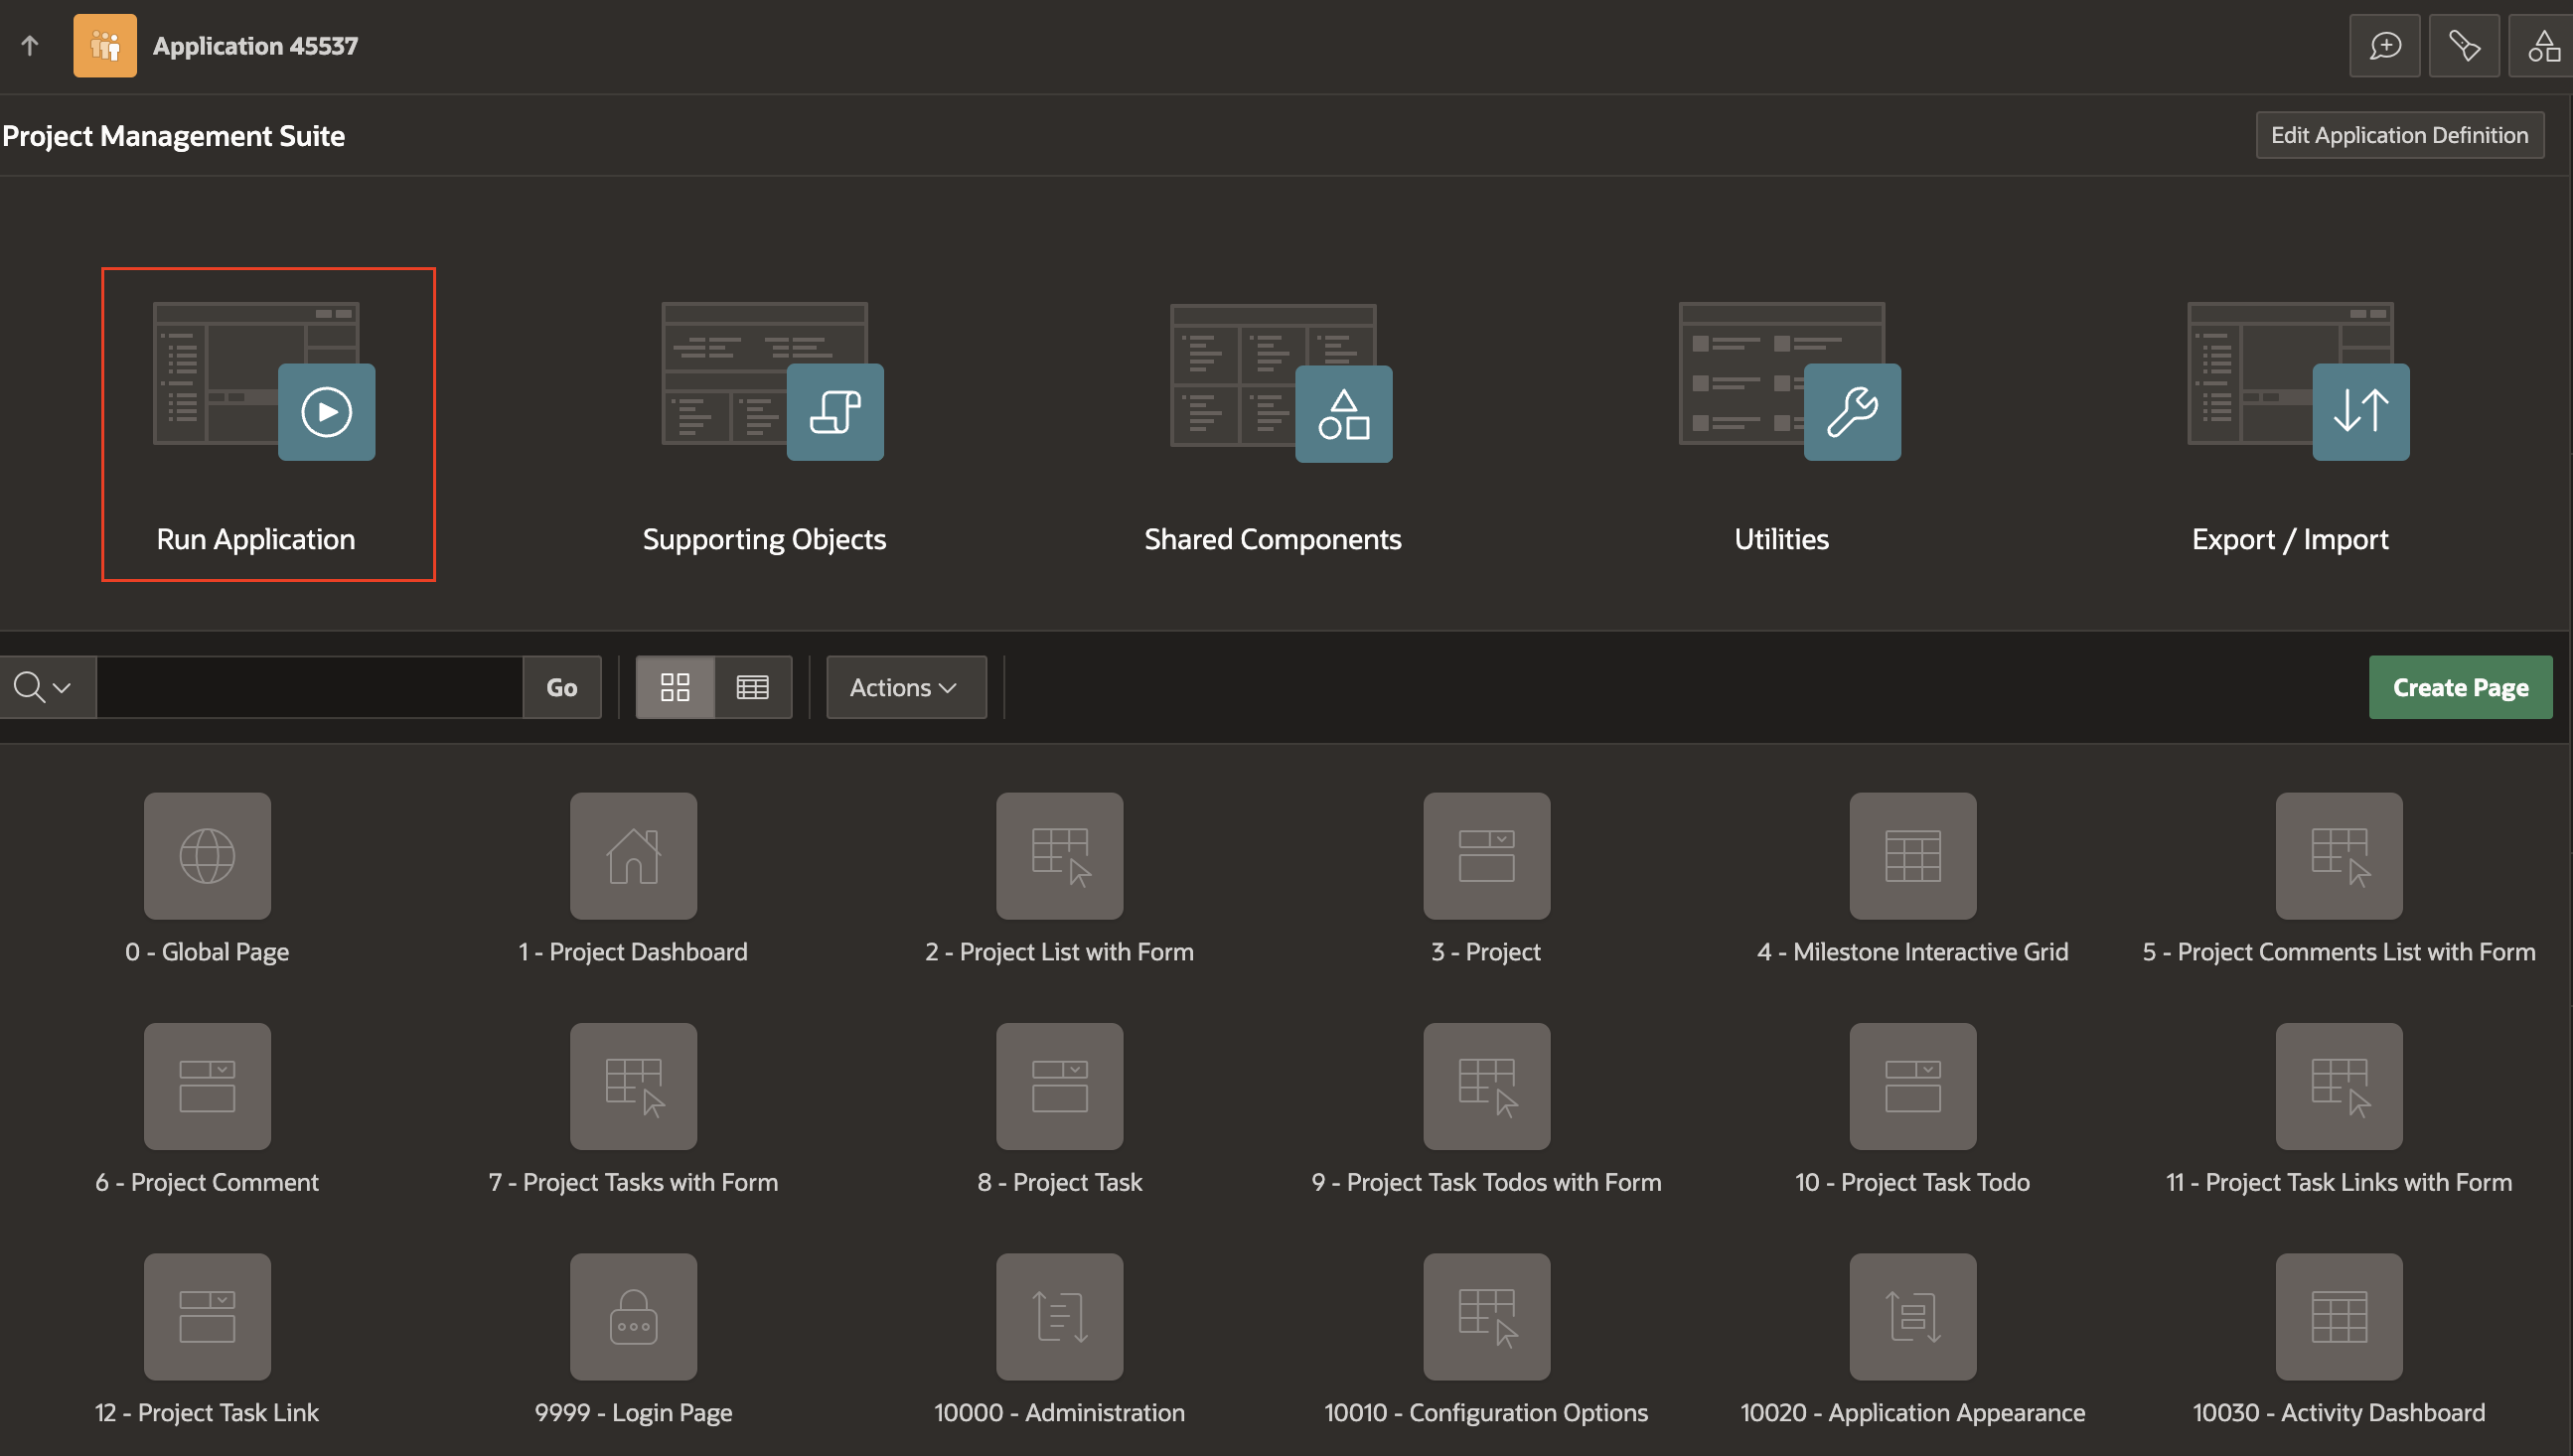 Application 45537
Project Management Suite
Edit Application Definition
Run Application
Supporting Objects
Shared Components
Utilities
Export / Import
Go
Actions
Create Page
0 - Global Page
1 - Project Dashboard
2 - Project List with Form
3 - Project
4 - Milestone Interactive Grid
5 - Project Comments List with Form
6 - Project Comment
7 - Project Tasks with Form
8 - Project Task
9 - Project Task Todos with Form
10 - Project Task Todo
11 - Project Task Links with Form
12 - Project Task Link
9999 - Login Page
10000 - Administration
10010 - Configuration Options
10020 - Application Appearance
10030 - Activity Dashboard